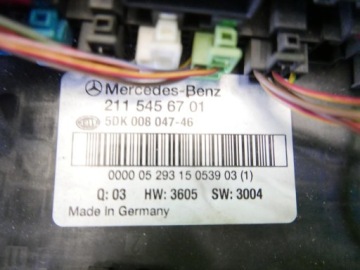 Mercedes-Benz
211 545 67 01
5DK 008 047-46
0000 05 293 15 0539 03 (1)
Q: 03 HW: 3605 SW: 3004
Made in Germany